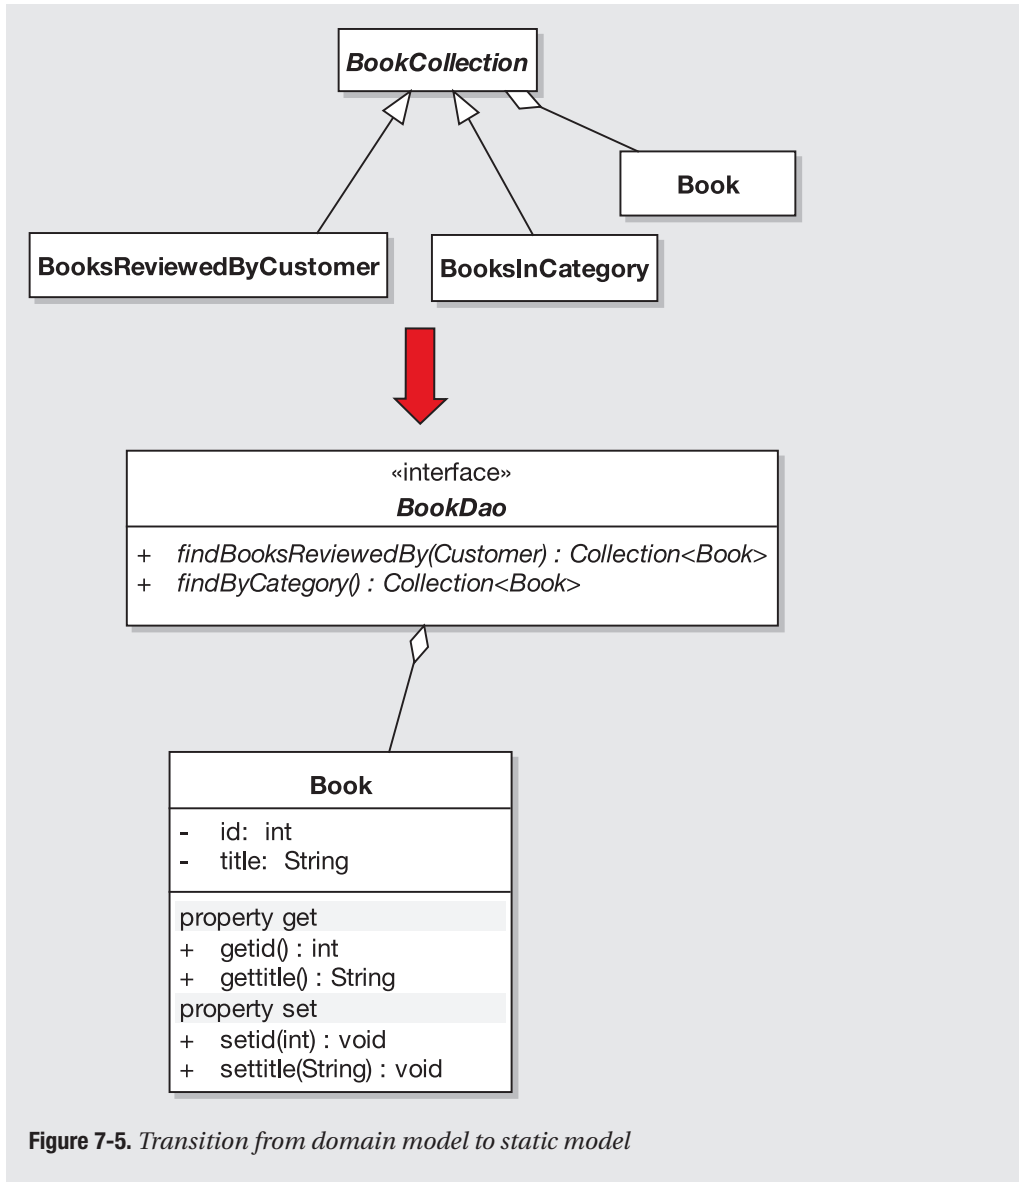 BookCollection
Book
BooksReviewedByCustomer
BooksInCategory
«interface»
BookDao
+ findBooksReviewedBy(Customer) : Collection<Book>
+ findByCategory() : Collection<Book>
Book
- id: int
- title: String
property get
+ getid() : int
+ gettitle() : String
property set
+ setid(int) : void
+ settitle(String) : void
Figure 7-5. Transition from domain model to static model